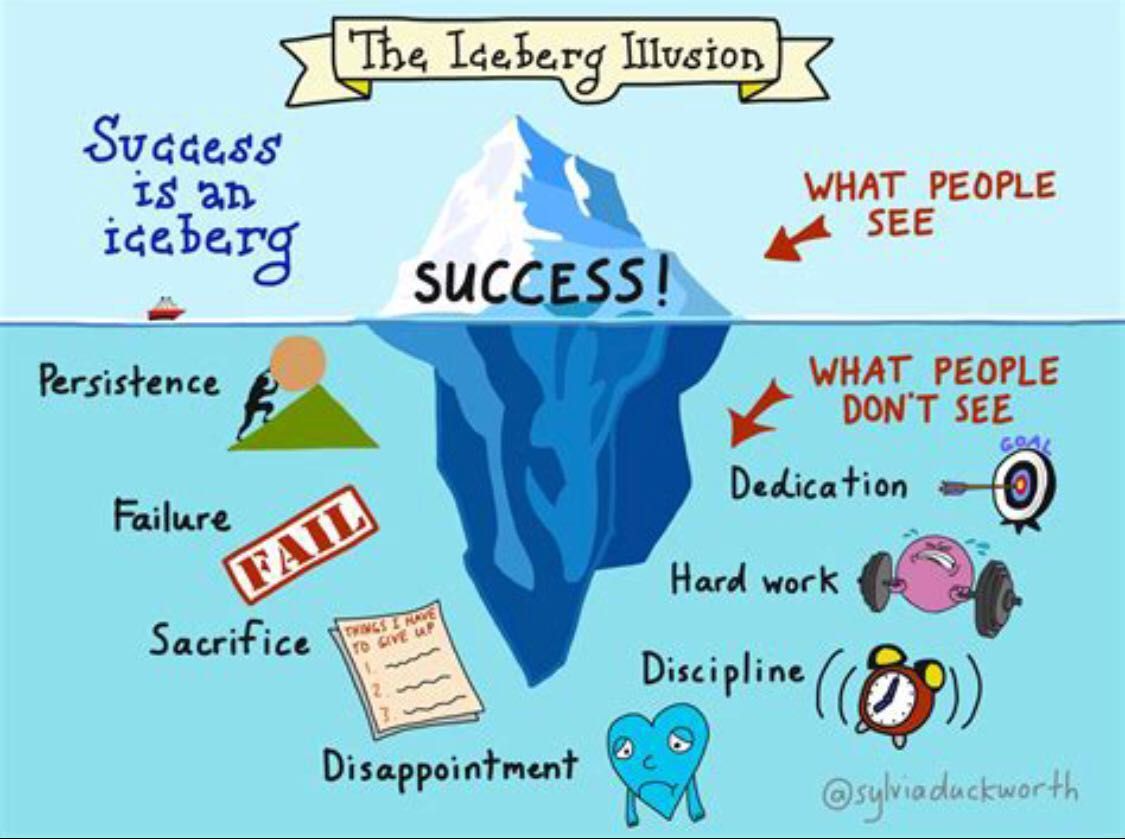 The Iceberg Illusion
Success
is an
iceberg
WHAT PEOPLE
SEE
SUCCESS!
Persistence
WHAT PEOPLE
DON'T SEE
GOAL
Dedication
Failure
FAIL
Hard work
Sacrifice
THINGS I HAVE
TO GIVE UP
1.
2.
3.
Discipline
Disappointment
@sylviaduckworth